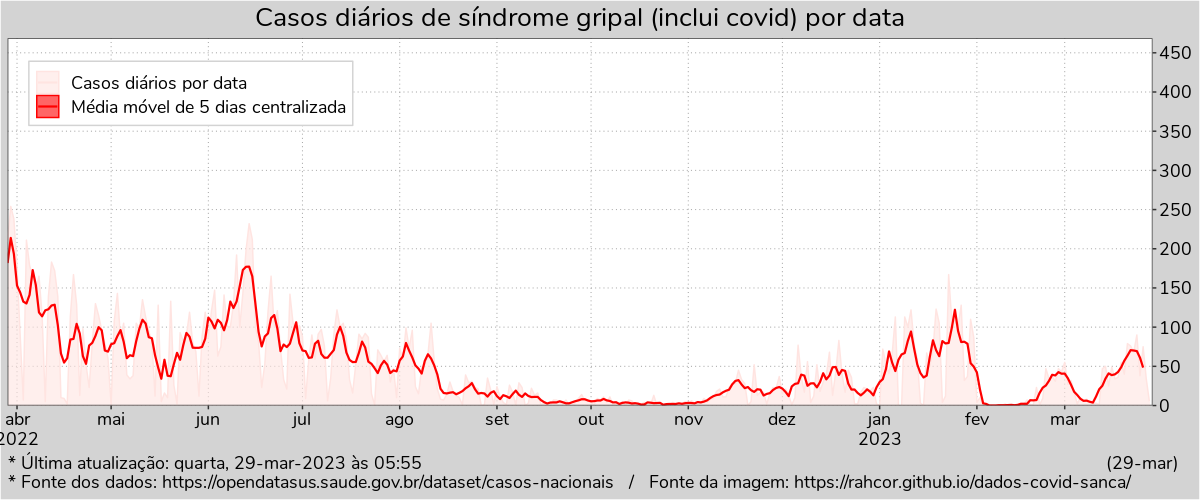 Casos diários de síndrome gripal (inclui covid) por data
Casos diários por data
Média móvel de 5 dias centralizada
450
400
350
300
250
200
150
100
50
0
abr mai jun jul ago set out nov dez jan fev mar
2022 2023
* Última atualização: quarta, 29-mar-2023 às 05:55 (29-mar)
* Fonte dos dados: https://opendatasus.saude.gov.br/dataset/casos-nacionais / Fonte da imagem: https://rahcor.github.io/dados-covid-sanca/